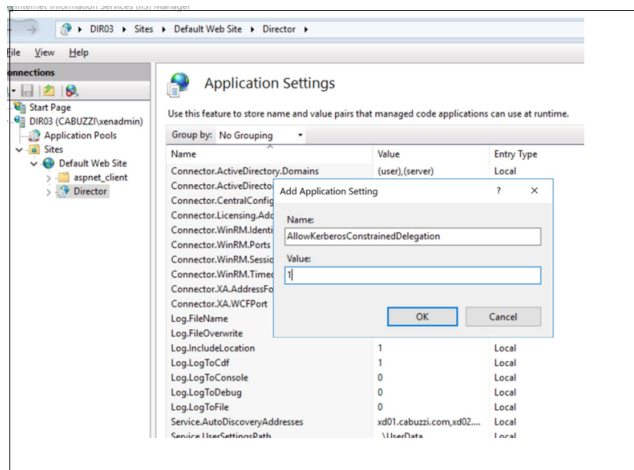 Internet Information Services (IIS) Manager
DIR03 Sites Default Web Site Director
File View Help
Connections
Start Page
DIR03 (CABUZZI\xenadmin)
Application Pools
Sites
Default Web Site
aspnet_client
Director
Application Settings
Use this feature to store name and value pairs that managed code applications can use at runtime.
Group by: No Grouping
Name Value Entry Type
Connector.ActiveDirectory.Domains (user),(server) Local
Connector.ActiveDirecto
Connector.CentralConfig
Connector.Licensing.Add
Connector.WinRM.Identi
Connector.WinRM.Ports
Connector.WinRM.Sessio
Connector.WinRM.Timeo
Connector.XA.AddressFo
Connector.XA.WCFPort
Log.FileName
Log.FileOverwrite
Log.IncludeLocation 1 Local
Log.LogToCdf 1 Local
Log.LogToConsole 0 Local
Log.LogToDebug 0 Local
Log.LogToFile 0 Local
Service.AutoDiscoveryAddresses xd01.cabuzzi.com,xd02.... Local
Service.UserSettingsPath .\UserData Local
Add Application Setting ?
Name:
AllowKerberosConstrainedDelegation
Value:
1
OK Cancel